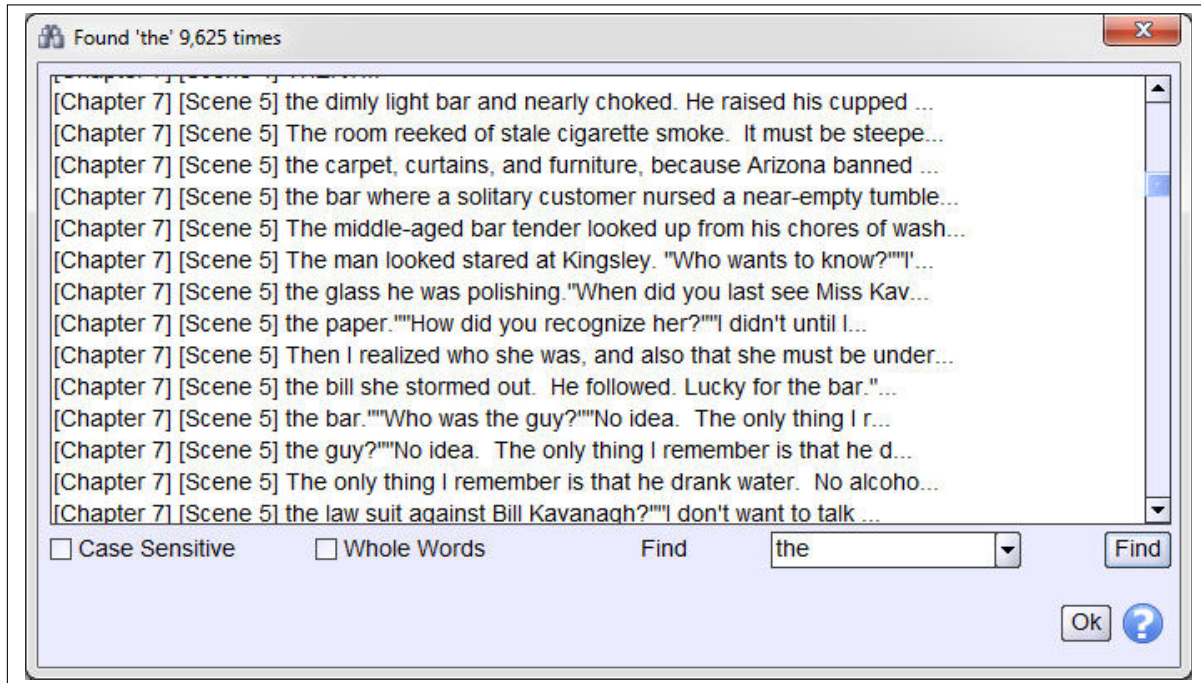 Found 'the' 9,625 times
[Chapter 7] [Scene 5] the dimly light bar and nearly choked. He raised his cupped ...
[Chapter 7] [Scene 5] The room reeked of stale cigarette smoke.  It must be steepe...
[Chapter 7] [Scene 5] the carpet, curtains, and furniture, because Arizona banned ...
[Chapter 7] [Scene 5] the bar where a solitary customer nursed a near-empty tumble...
[Chapter 7] [Scene 5] The middle-aged bar tender looked up from his chores of wash...
[Chapter 7] [Scene 5] The man looked stared at Kingsley. "Who wants to know?""I'...
[Chapter 7] [Scene 5] the glass he was polishing."When did you last see Miss Kav...
[Chapter 7] [Scene 5] the paper.""How did you recognize her?""I didn't until I...
[Chapter 7] [Scene 5] Then I realized who she was, and also that she must be under...
[Chapter 7] [Scene 5] the bill she stormed out.  He followed. Lucky for the bar."...
[Chapter 7] [Scene 5] the bar.""Who was the guy?""No idea.  The only thing I r...
[Chapter 7] [Scene 5] the guy?""No idea.  The only thing I remember is that he d...
[Chapter 7] [Scene 5] The only thing I remember is that he drank water.  No alcoho...
[Chapter 7] [Scene 5] the law suit against Bill Kavanagh?""I don't want to talk ...
Case Sensitive Whole Words Find the Find
Ok